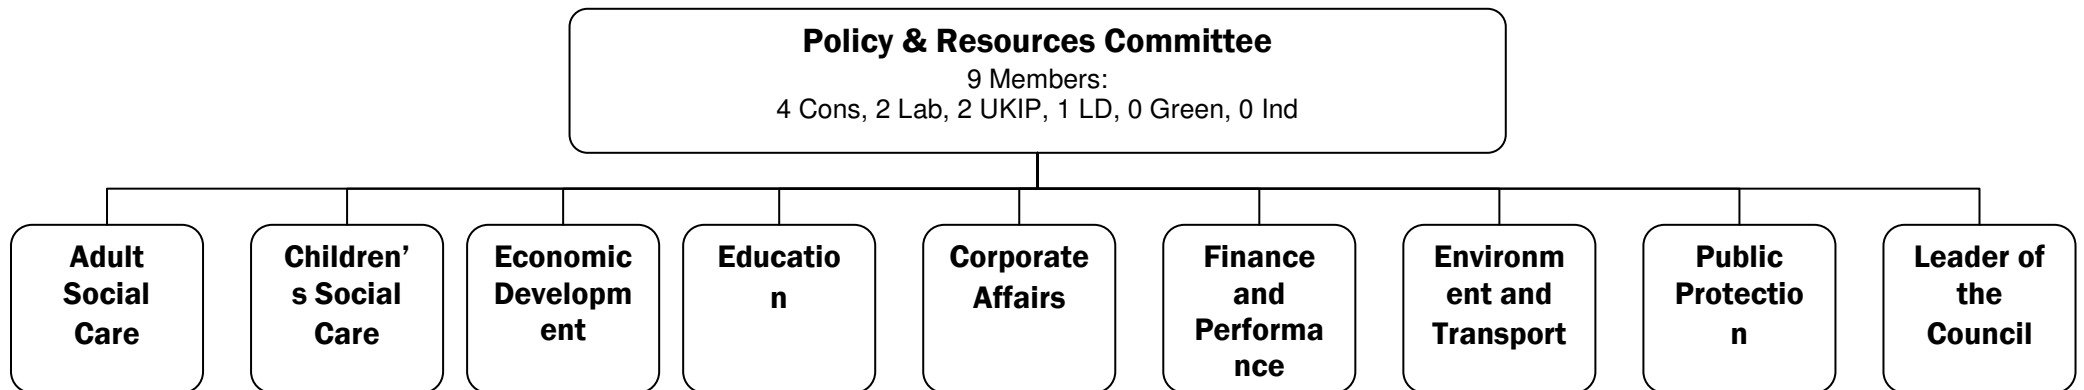 Policy & Resources Committee
9 Members:
4 Cons, 2 Lab, 2 UKIP, 1 LD, 0 Green, 0 Ind
Adult
Social
Care
Children’
s Social
Care
Economic
Developm
ent
Educatio
n
Corporate
Affairs
Finance
and
Performa
nce
Environm
ent and
Transport
Public
Protectio
n
Leader of
the
Council